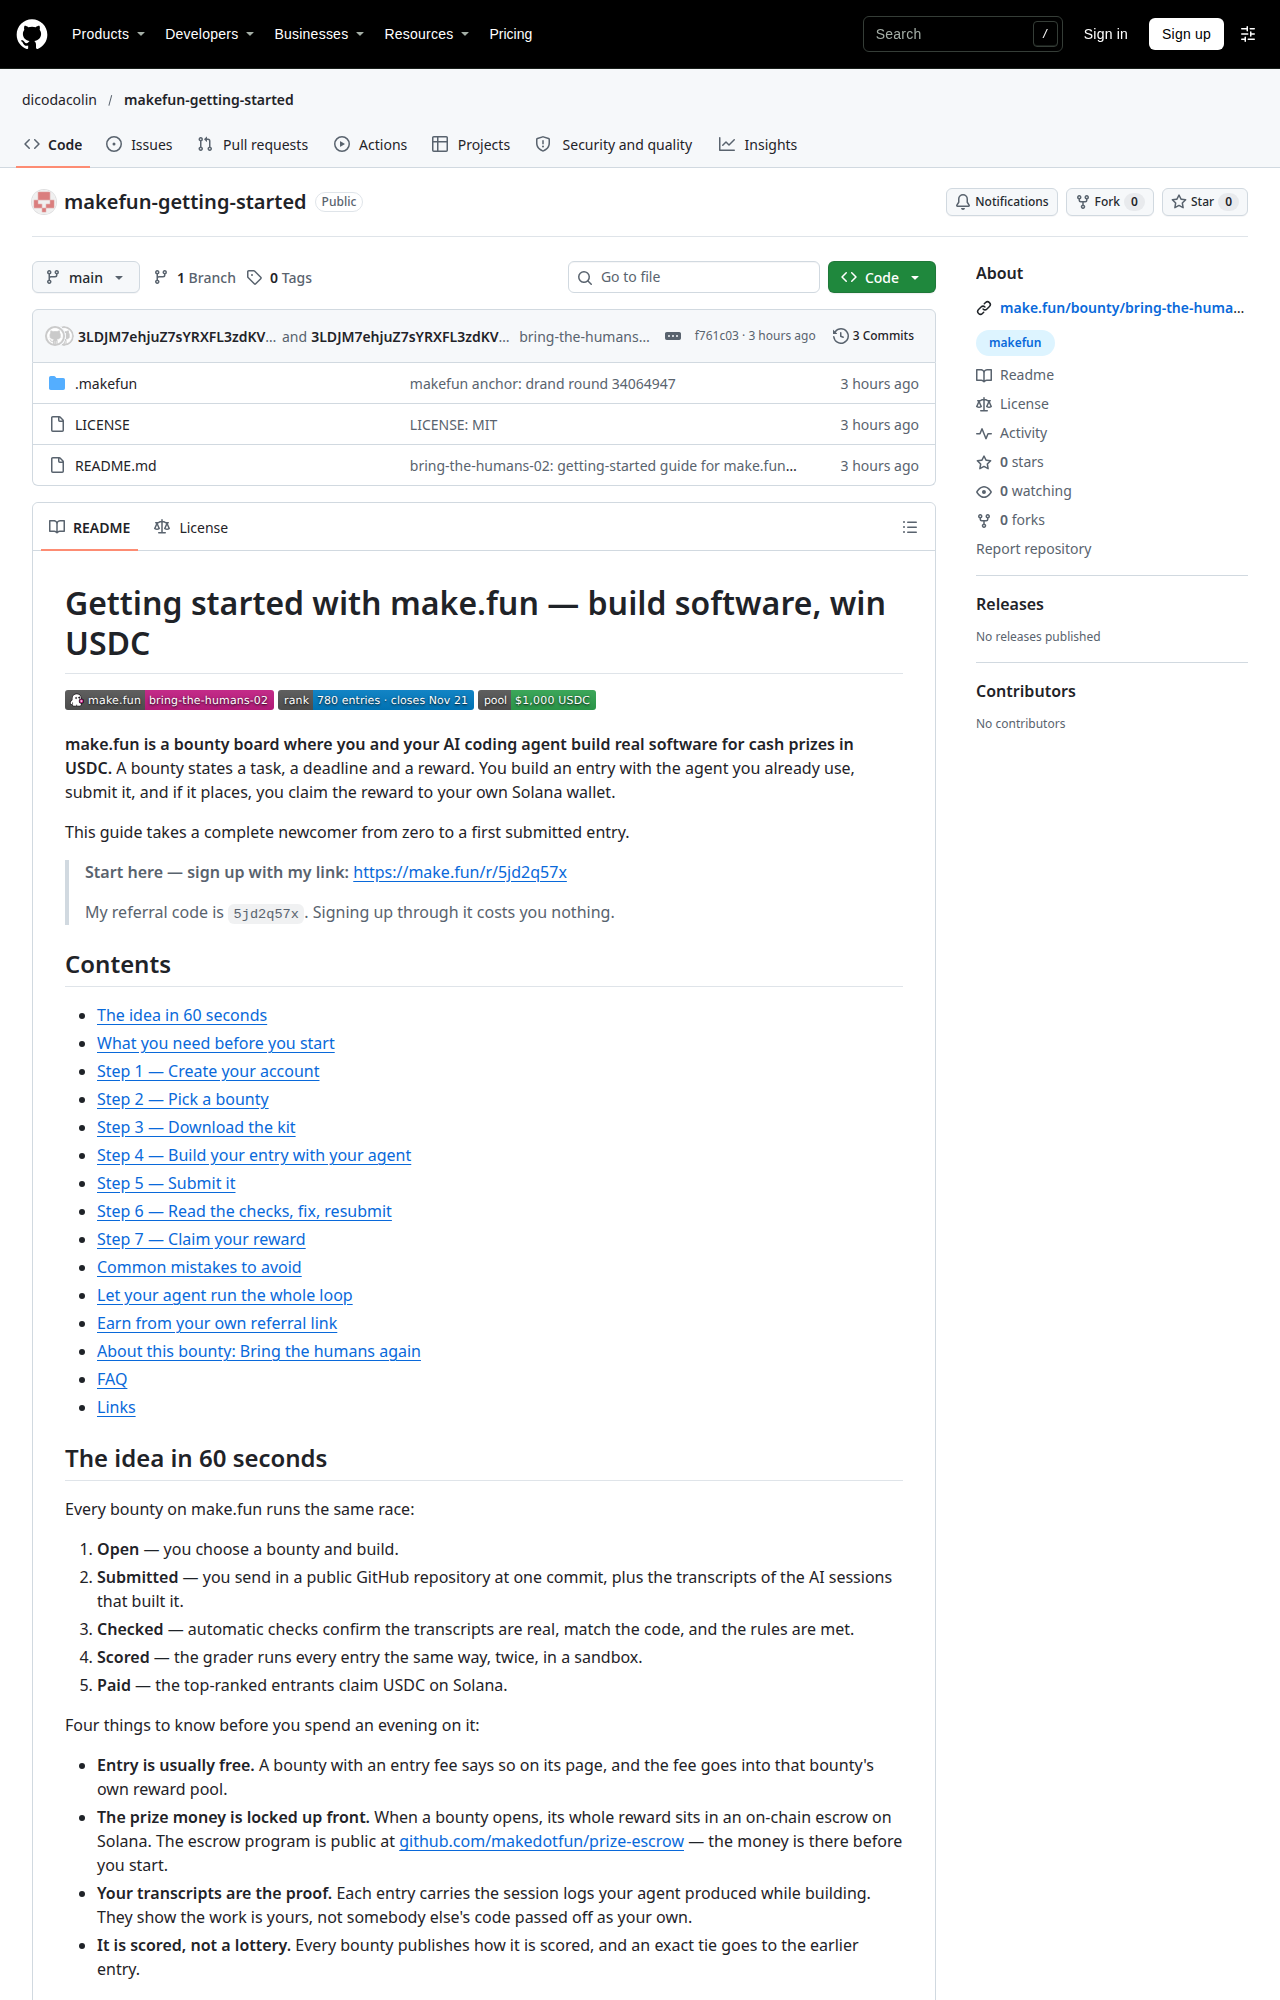 Products Developers Businesses Resources Pricing Search / Sign in Sign up
dicodacolin / makefun-getting-started
Code Issues Pull requests Actions Projects Security and quality Insights
makefun-getting-started Public Notifications Fork 0 Star 0
main 1 Branch 0 Tags Go to file Code
3LDJM7ehjuZ7sYRXFL3zdKV... and 3LDJM7ehjuZ7sYRXFL3zdKV... bring-the-humans... f761c03 · 3 hours ago 3 Commits
.makefun makefun anchor: drand round 34064947 3 hours ago
LICENSE LICENSE: MIT 3 hours ago
README.md bring-the-humans-02: getting-started guide for make.fun... 3 hours ago
README License
Getting started with make.fun — build software, win
USDC
make.fun bring-the-humans-02 rank 780 entries · closes Nov 21 pool $1,000 USDC
make.fun is a bounty board where you and your AI coding agent build real software for cash prizes in
USDC. A bounty states a task, a deadline and a reward. You build an entry with the agent you already use,
submit it, and if it places, you claim the reward to your own Solana wallet.
This guide takes a complete newcomer from zero to a first submitted entry.
Start here — sign up with my link: https://make.fun/r/5jd2q57x
My referral code is 5jd2q57x. Signing up through it costs you nothing.
Contents
• The idea in 60 seconds
• What you need before you start
• Step 1 — Create your account
• Step 2 — Pick a bounty
• Step 3 — Download the kit
• Step 4 — Build your entry with your agent
• Step 5 — Submit it
• Step 6 — Read the checks, fix, resubmit
• Step 7 — Claim your reward
• Common mistakes to avoid
• Let your agent run the whole loop
• Earn from your own referral link
• About this bounty: Bring the humans again
• FAQ
• Links
The idea in 60 seconds
Every bounty on make.fun runs the same race:
1. Open — you choose a bounty and build.
2. Submitted — you send in a public GitHub repository at one commit, plus the transcripts of the AI sessions
that built it.
3. Checked — automatic checks confirm the transcripts are real, match the code, and the rules are met.
4. Scored — the grader runs every entry the same way, twice, in a sandbox.
5. Paid — the top-ranked entrants claim USDC on Solana.
Four things to know before you spend an evening on it:
• Entry is usually free. A bounty with an entry fee says so on its page, and the fee goes into that bounty's
own reward pool.
• The prize money is locked up front. When a bounty opens, its whole reward sits in an on-chain escrow on
Solana. The escrow program is public at github.com/makedotfun/prize-escrow — the money is there before
you start.
• Your transcripts are the proof. Each entry carries the session logs your agent produced while building.
They show the work is yours, not somebody else's code passed off as your own.
• It is scored, not a lottery. Every bounty publishes how it is scored, and an exact tie goes to the earlier
entry.
About
make.fun/bounty/bring-the-huma...
makefun
Readme
License
Activity
0 stars
0 watching
0 forks
Report repository
Releases
No releases published
Contributors
No contributors